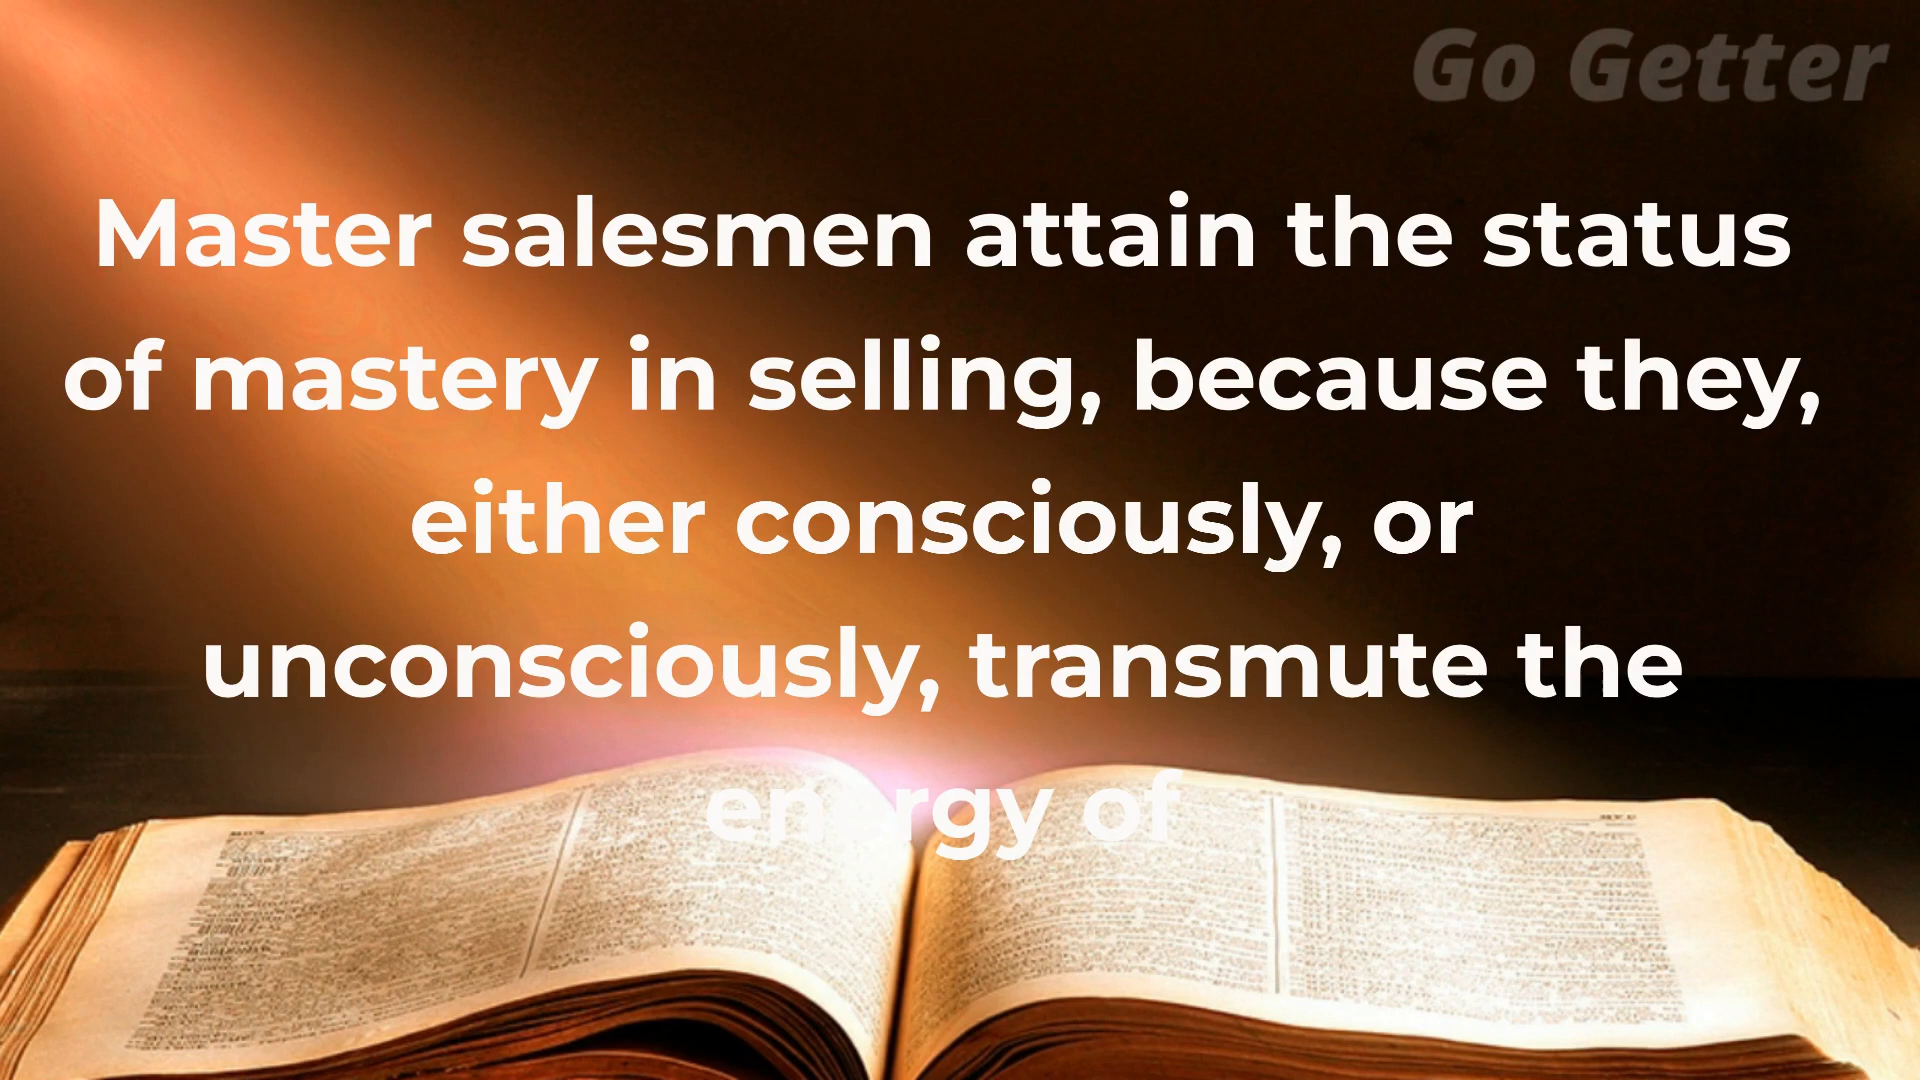 Go Getter
Master salesmen attain the status
of mastery in selling, because they,
either consciously, or
unconsciously, transmute the
energy of